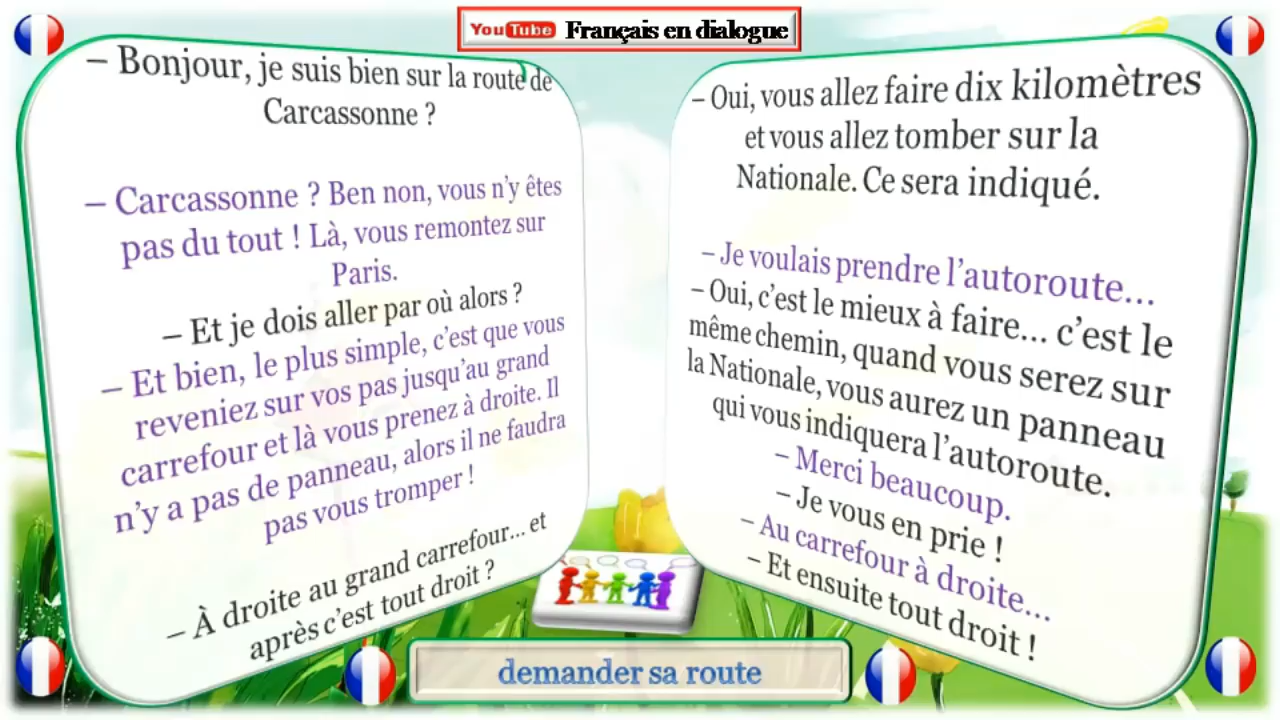 YouTube Français en dialogue
– Bonjour, je suis bien sur la route de
Carcassonne ?
– Carcassonne ? Ben non, vous n’y êtes
pas du tout ! Là, vous remontez sur
Paris.
– Et je dois aller par où alors ?
– Et bien, le plus simple, c’est que vous
reveniez sur vos pas jusqu’au grand
carrefour et là vous prenez à droite. Il
n’y a pas de panneau, alors il ne faudra
pas vous tromper !
– À droite au grand carrefour... et
après c’est tout droit ?
– Oui, vous allez faire dix kilomètres
et vous allez tomber sur la
Nationale. Ce sera indiqué.
– Je voulais prendre l’autoroute...
– Oui, c’est le mieux à faire... c’est le
même chemin, quand vous serez sur
la Nationale, vous aurez un panneau
qui vous indiquera l’autoroute.
– Merci beaucoup.
– Je vous en prie !
– Au carrefour à droite...
– Et ensuite tout droit !
demander sa route